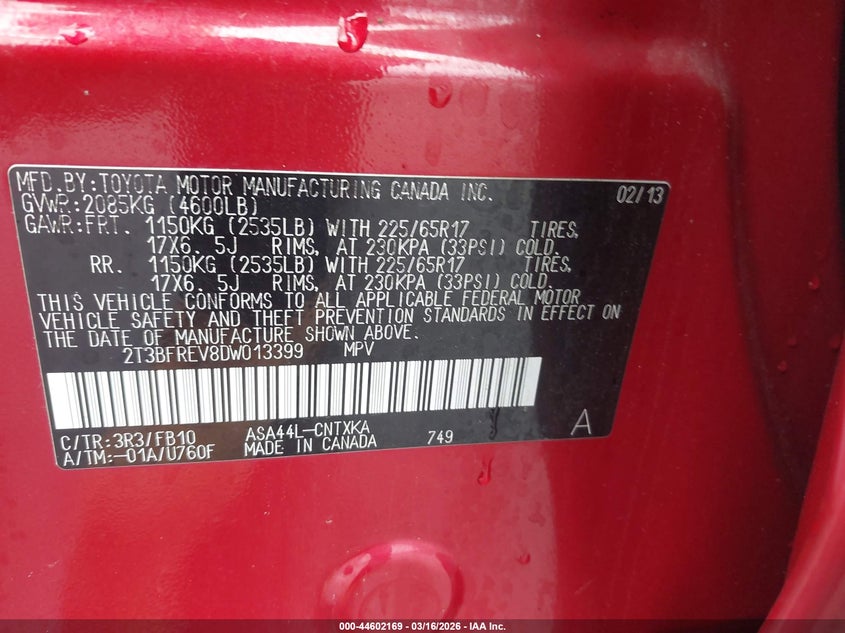 MFD.BY:TOYOTA MOTOR MANUFACTURING CANADA INC. 02/13
GVWR:2085KG (4600LB)
GAWR:FRT. 1150KG (2535LB) WITH 225/65R17 TIRES,
17X6.5J RIMS, AT 230KPA (33PSI) COLD.
RR. 1150KG (2535LB) WITH 225/65R17 TIRES,
17X6.5J RIMS, AT 230KPA (33PSI) COLD.
THIS VEHICLE CONFORMS TO ALL APPLICABLE FEDERAL MOTOR
VEHICLE SAFETY AND THEFT PREVENTION STANDARDS IN EFFECT ON
THE DATE OF MANUFACTURE SHOWN ABOVE.
2T3BFREV8DW013399 MPV
C/TR:3R3/FB10 ASA44L-CNTXKA
A/TM:-01A/U760F MADE IN CANADA 749 A
000-44602169 - 03/16/2026 - IAA Inc.